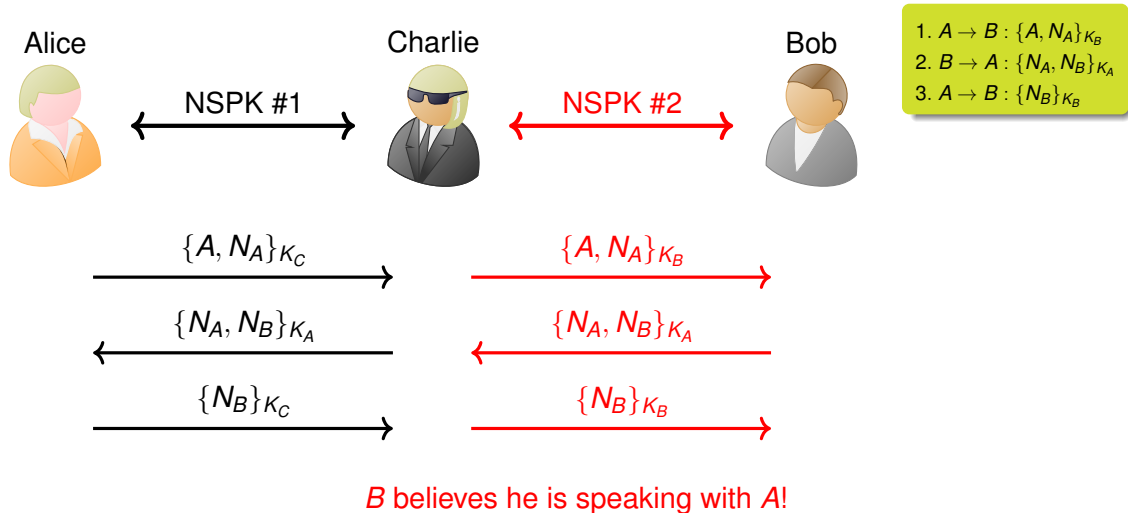 Alice
Charlie
Bob
1. A → B : {A, N_A}_{K_B}
2. B → A : {N_A, N_B}_{K_A}
3. A → B : {N_B}_{K_B}
NSPK #1
NSPK #2
{A, N_A}_{K_C}
{A, N_A}_{K_B}
{N_A, N_B}_{K_A}
{N_A, N_B}_{K_A}
{N_B}_{K_C}
{N_B}_{K_B}
B believes he is speaking with A!